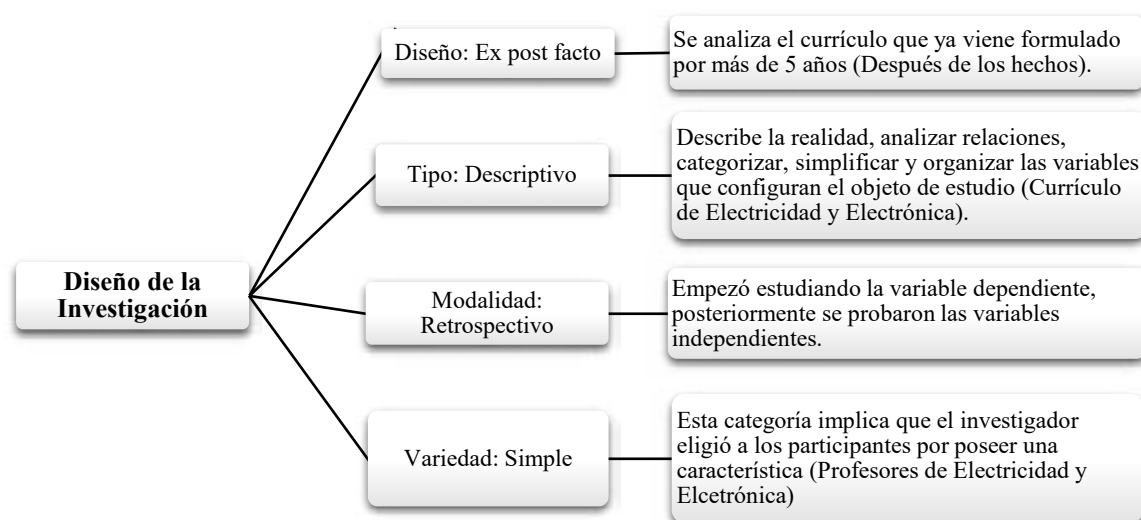 Diseño de la
Investigación
Diseño: Ex post facto
Se analiza el currículo que ya viene formulado
por más de 5 años (Después de los hechos).
Tipo: Descriptivo
Describe la realidad, analizar relaciones,
categorizar, simplificar y organizar las variables
que configuran el objeto de estudio (Currículo
de Electricidad y Electrónica).
Modalidad:
Retrospectivo
Empezó estudiando la variable dependiente,
posteriormente se probaron las variables
independientes.
Variedad: Simple
Esta categoría implica que el investigador
eligió a los participantes por poseer una
característica (Profesores de Electricidad y
Elcetrónica)